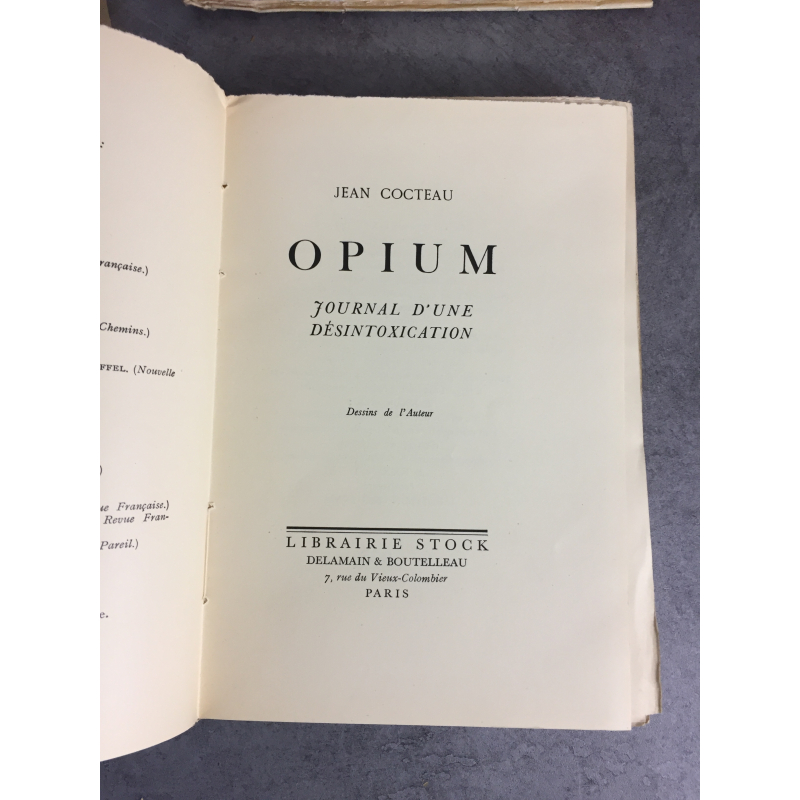 :
rançaise.)
Chemins.)
FFEL. (Nouvelle
)
ue Française.)
Revue Fran-
Pareil.)
e.
JEAN COCTEAU
OPIUM
JOURNAL D'UNE
DÉSINTOXICATION
Dessins de l'Auteur
LIBRAIRIE STOCK
DELAMAIN & BOUTELLEAU
7, rue du Vieux-Colombier
PARIS